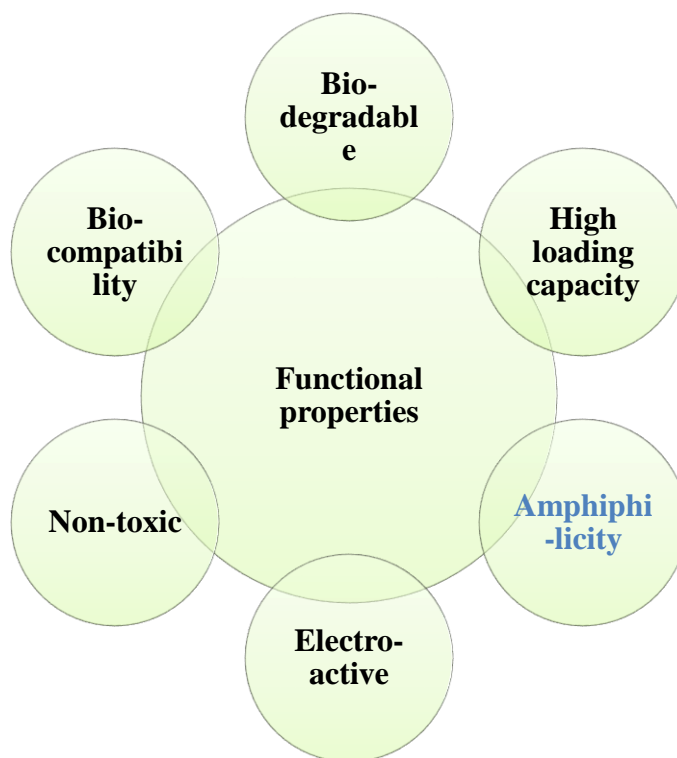 Bio-
degradabl
e
High
loading
capacity
Amphiphi
-licity
Electro-
active
Non-toxic
Bio-
compatibi
lity
Functional
properties